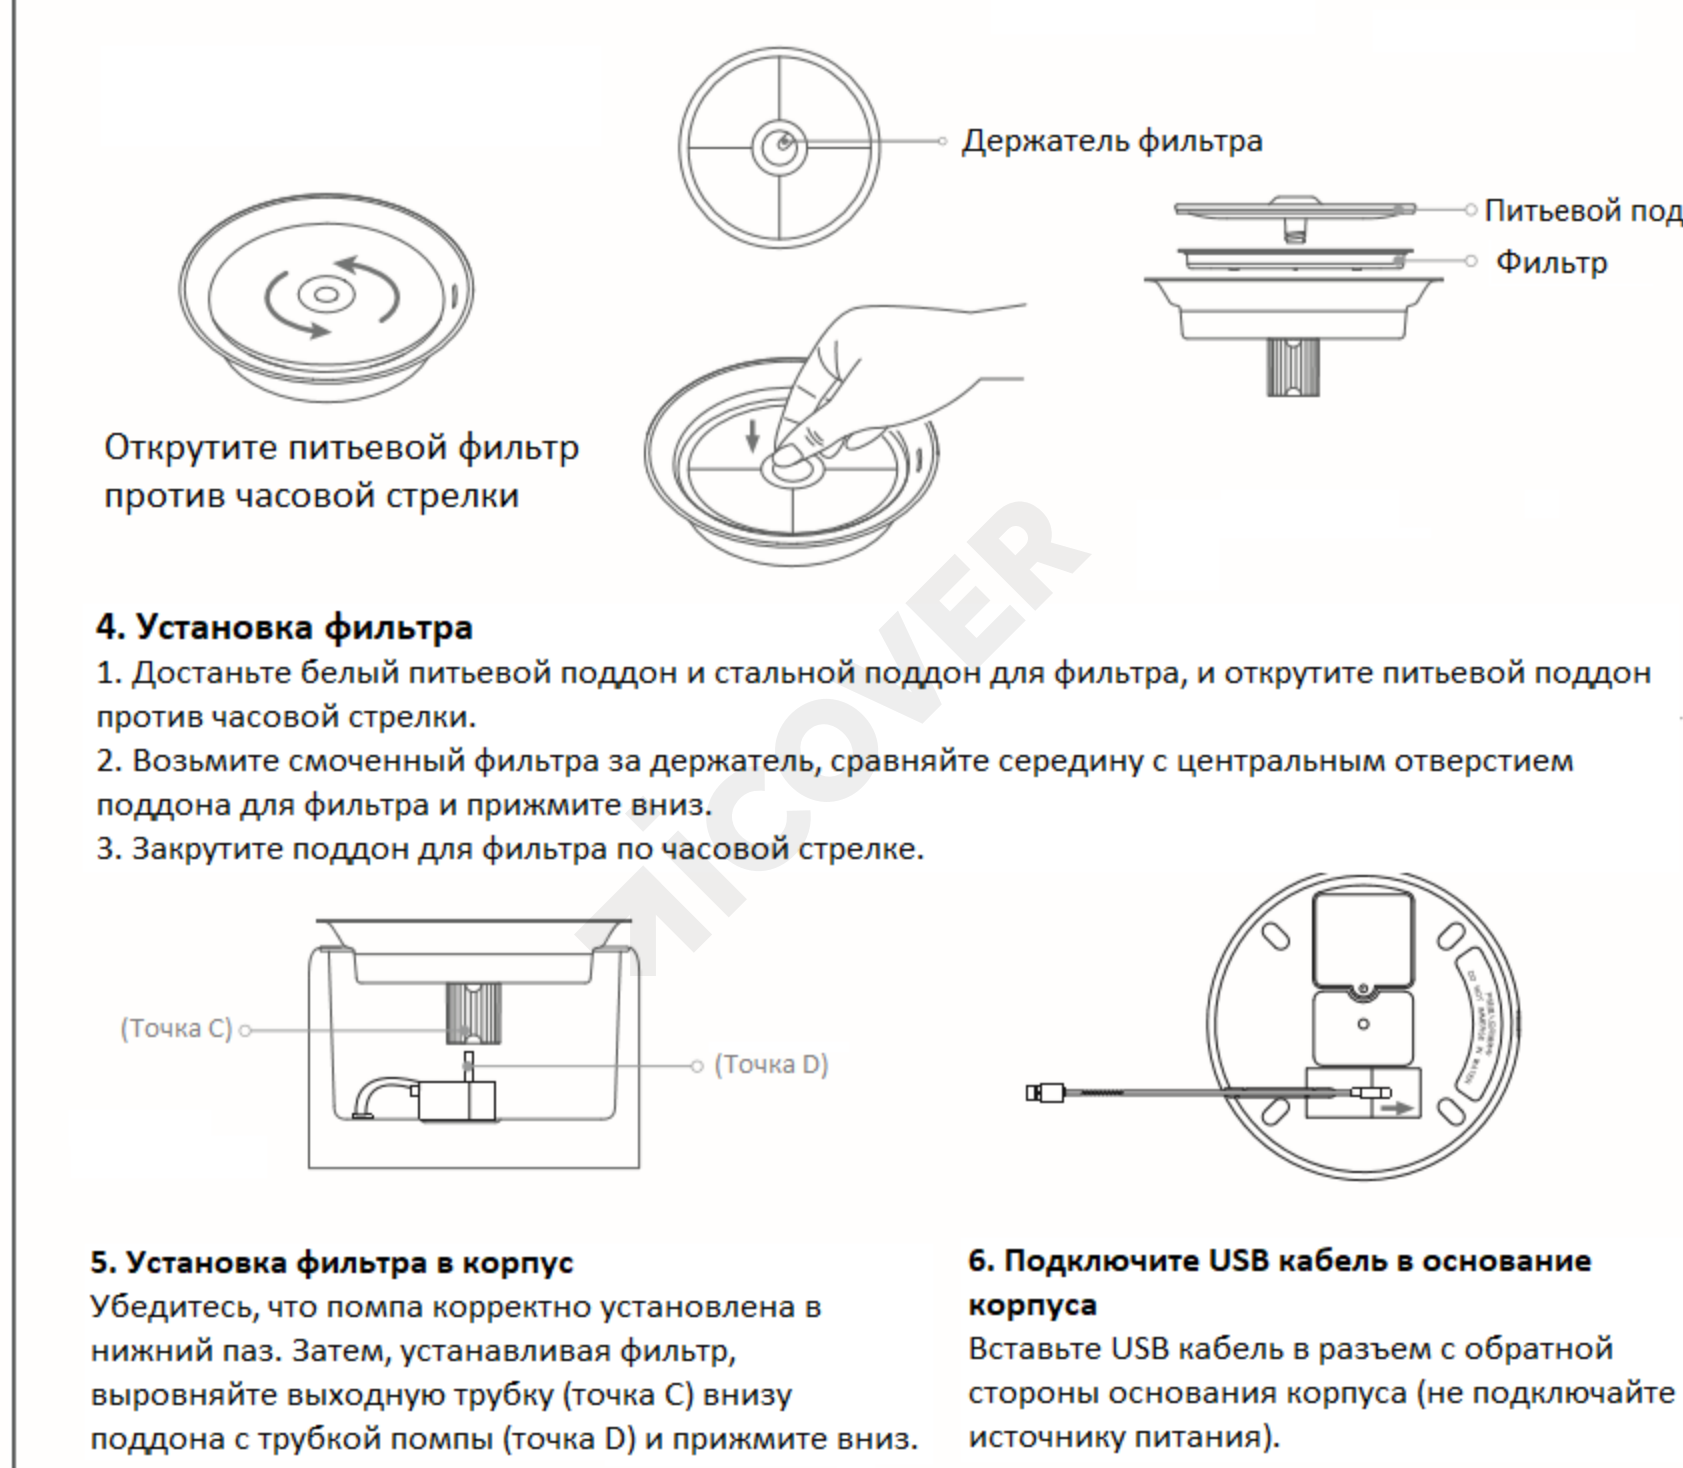 Держатель фильтра
Питьевой под
Фильтр
Открутите питьевой фильтр
против часовой стрелки
4. Установка фильтра
1. Достаньте белый питьевой поддон и стальной поддон для фильтра, и открутите питьевой поддон
против часовой стрелки.
2. Возьмите смоченный фильтра за держатель, сравняйте середину с центральным отверстием
поддона для фильтра и прижмите вниз.
3. Закрутите поддон для фильтра по часовой стрелке.
(Точка C)
(Точка D)
5. Установка фильтра в корпус
Убедитесь, что помпа корректно установлена в
нижний паз. Затем, устанавливая фильтр,
выровняйте выходную трубку (точка C) внизу
поддона с трубкой помпы (точка D) и прижмите вниз.
6. Подключите USB кабель в основание
корпуса
Вставьте USB кабель в разъем с обратной
стороны основания корпуса (не подключайте
источнику питания).